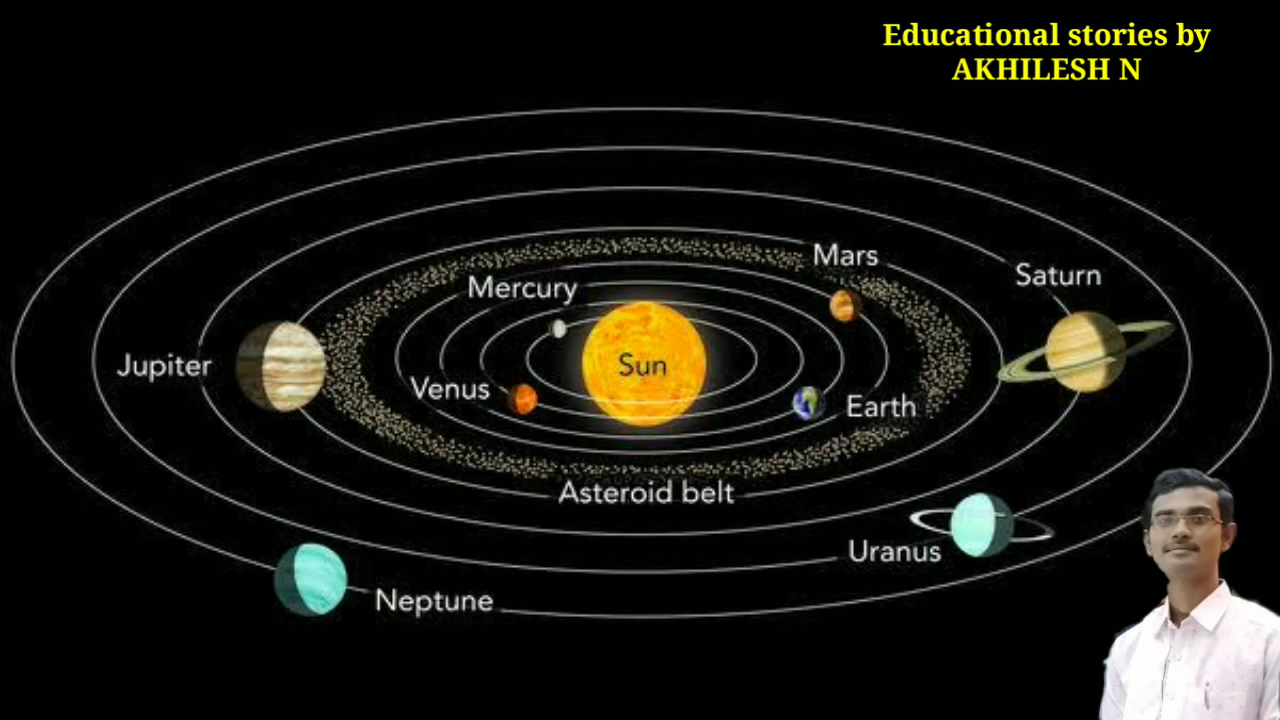 Educational stories by
AKHILESH N
Mars
Saturn
Mercury
Jupiter
Sun
Venus
Earth
Asteroid belt
Uranus
Neptune